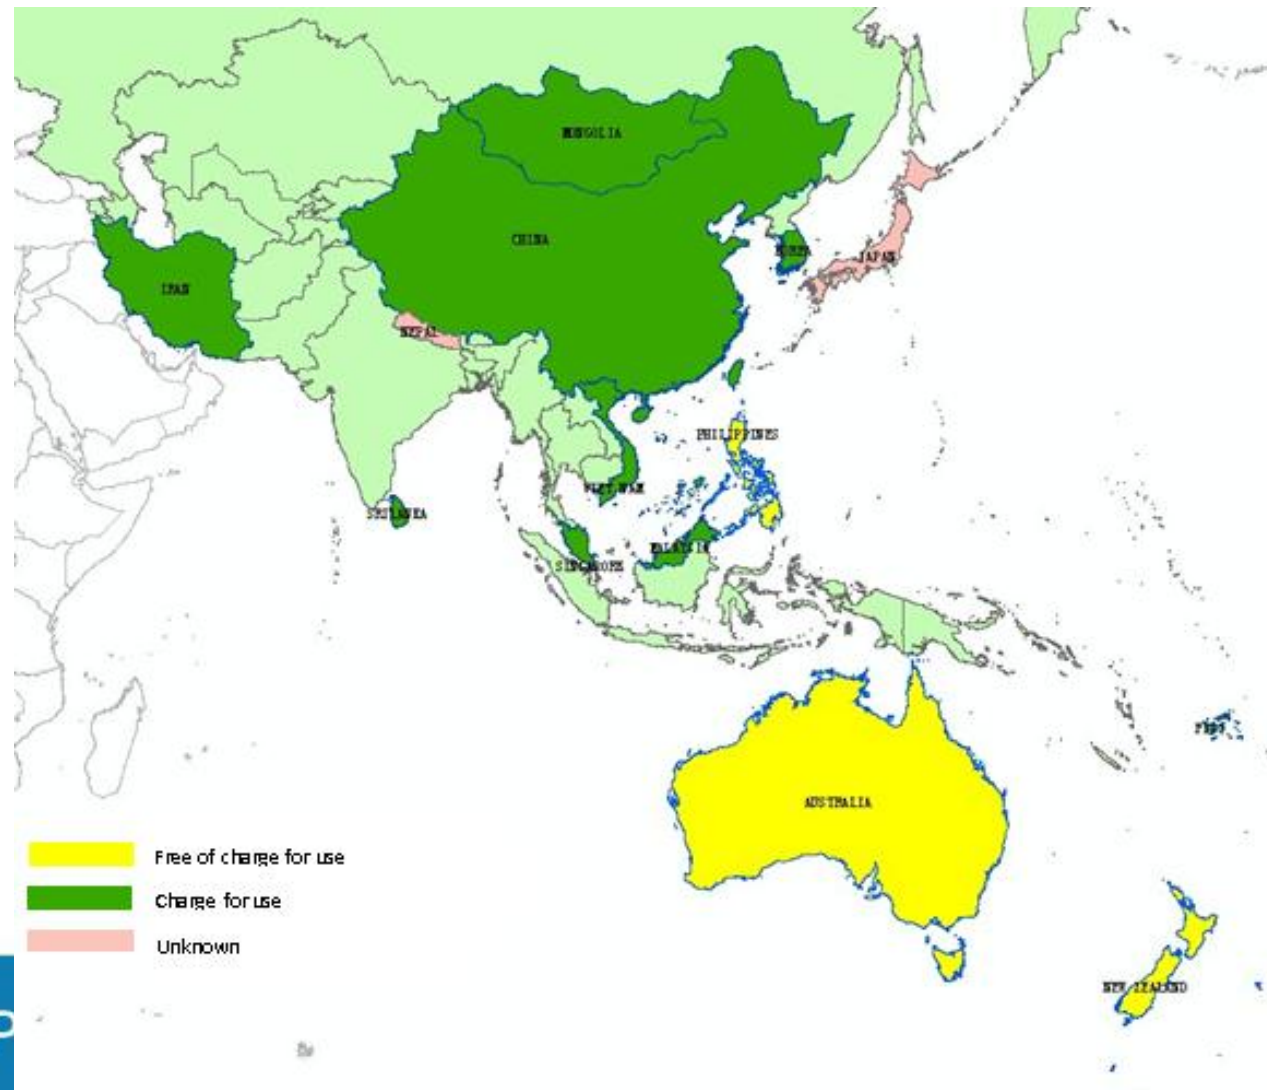 MONGOLIA
CHINA
KOREA
JAPAN
IRAN
NEPAL
PHILIPPINES
VIET NAM
SRI LANKA
MALAYSIA
SINGAPORE
FIJI
AUSTRALIA
NEW ZEALAND
Free of charge for use
Charge for use
Unknown